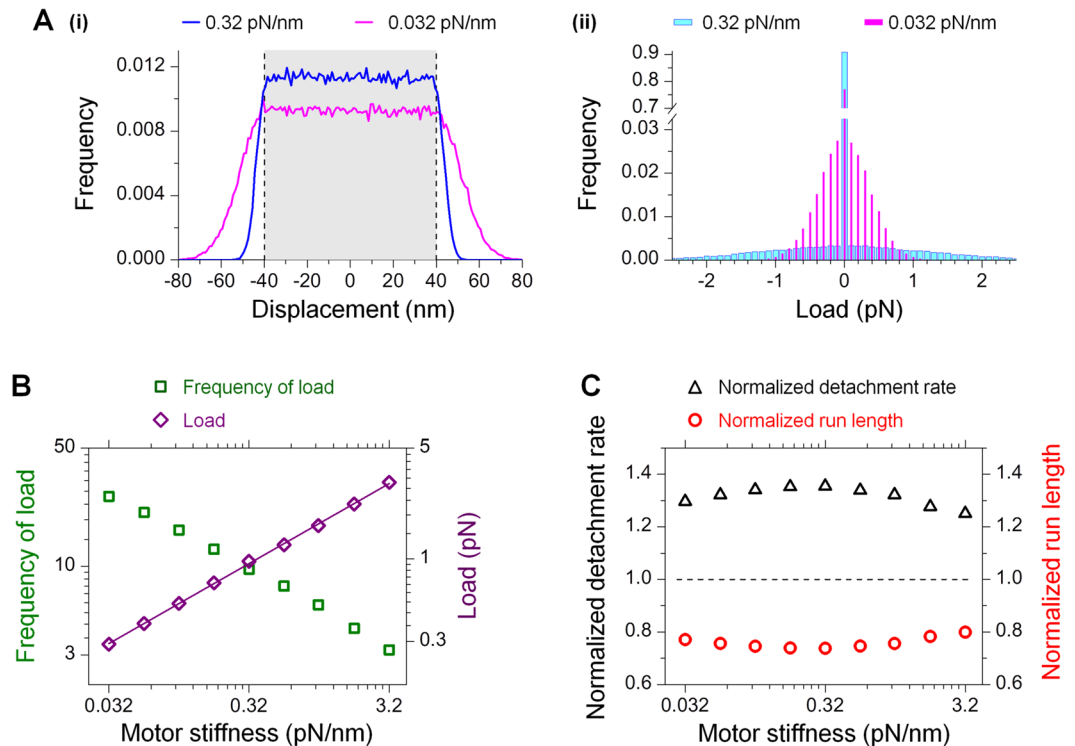 A (i)
0.32 pN/nm
0.032 pN/nm
Frequency
0.012
0.008
0.004
0.000
-80 -60 -40 -20 0 20 40 60 80
Displacement (nm)
(ii)
0.32 pN/nm
0.032 pN/nm
Frequency
0.9
0.8
0.7
0.03
0.02
0.01
0.00
-2 -1 0 1 2
Load (pN)
B
Frequency of load
Load
Frequency of load
50
10
3
Load (pN)
5
1
0.3
0.032 0.32 3.2
Motor stiffness (pN/nm)
C
Normalized detachment rate
Normalized run length
Normalized detachment rate
1.4
1.2
1.0
0.8
0.6
Normalized run length
1.4
1.2
1.0
0.8
0.6
0.032 0.32 3.2
Motor stiffness (pN/nm)